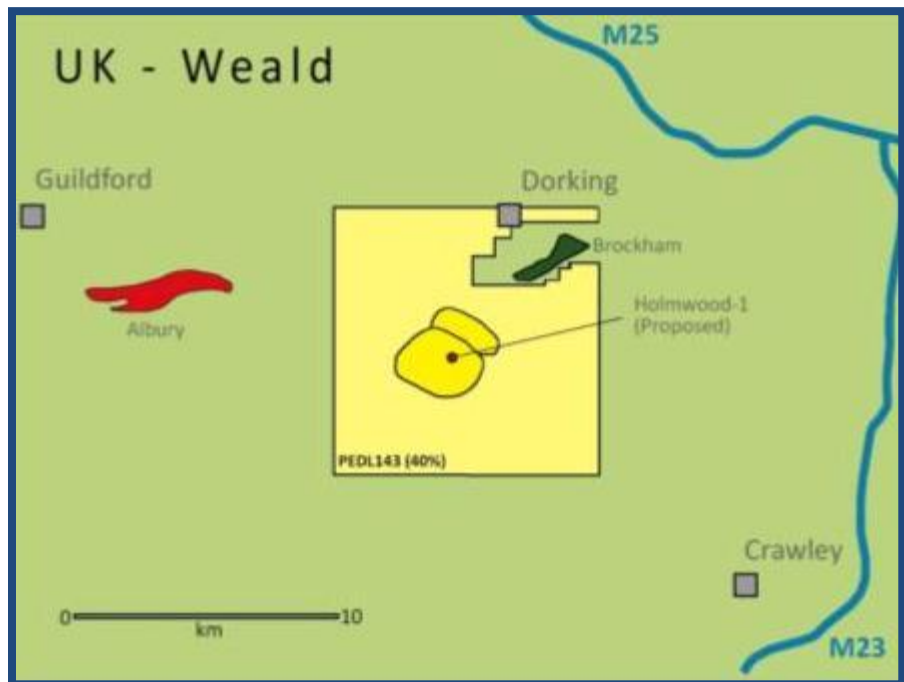 UK - Weald
M25
Guildford
Dorking
Brockham
Holmwood-1
(Proposed)
Albury
PEDL143 (40%)
Crawley
0
10
km
M23